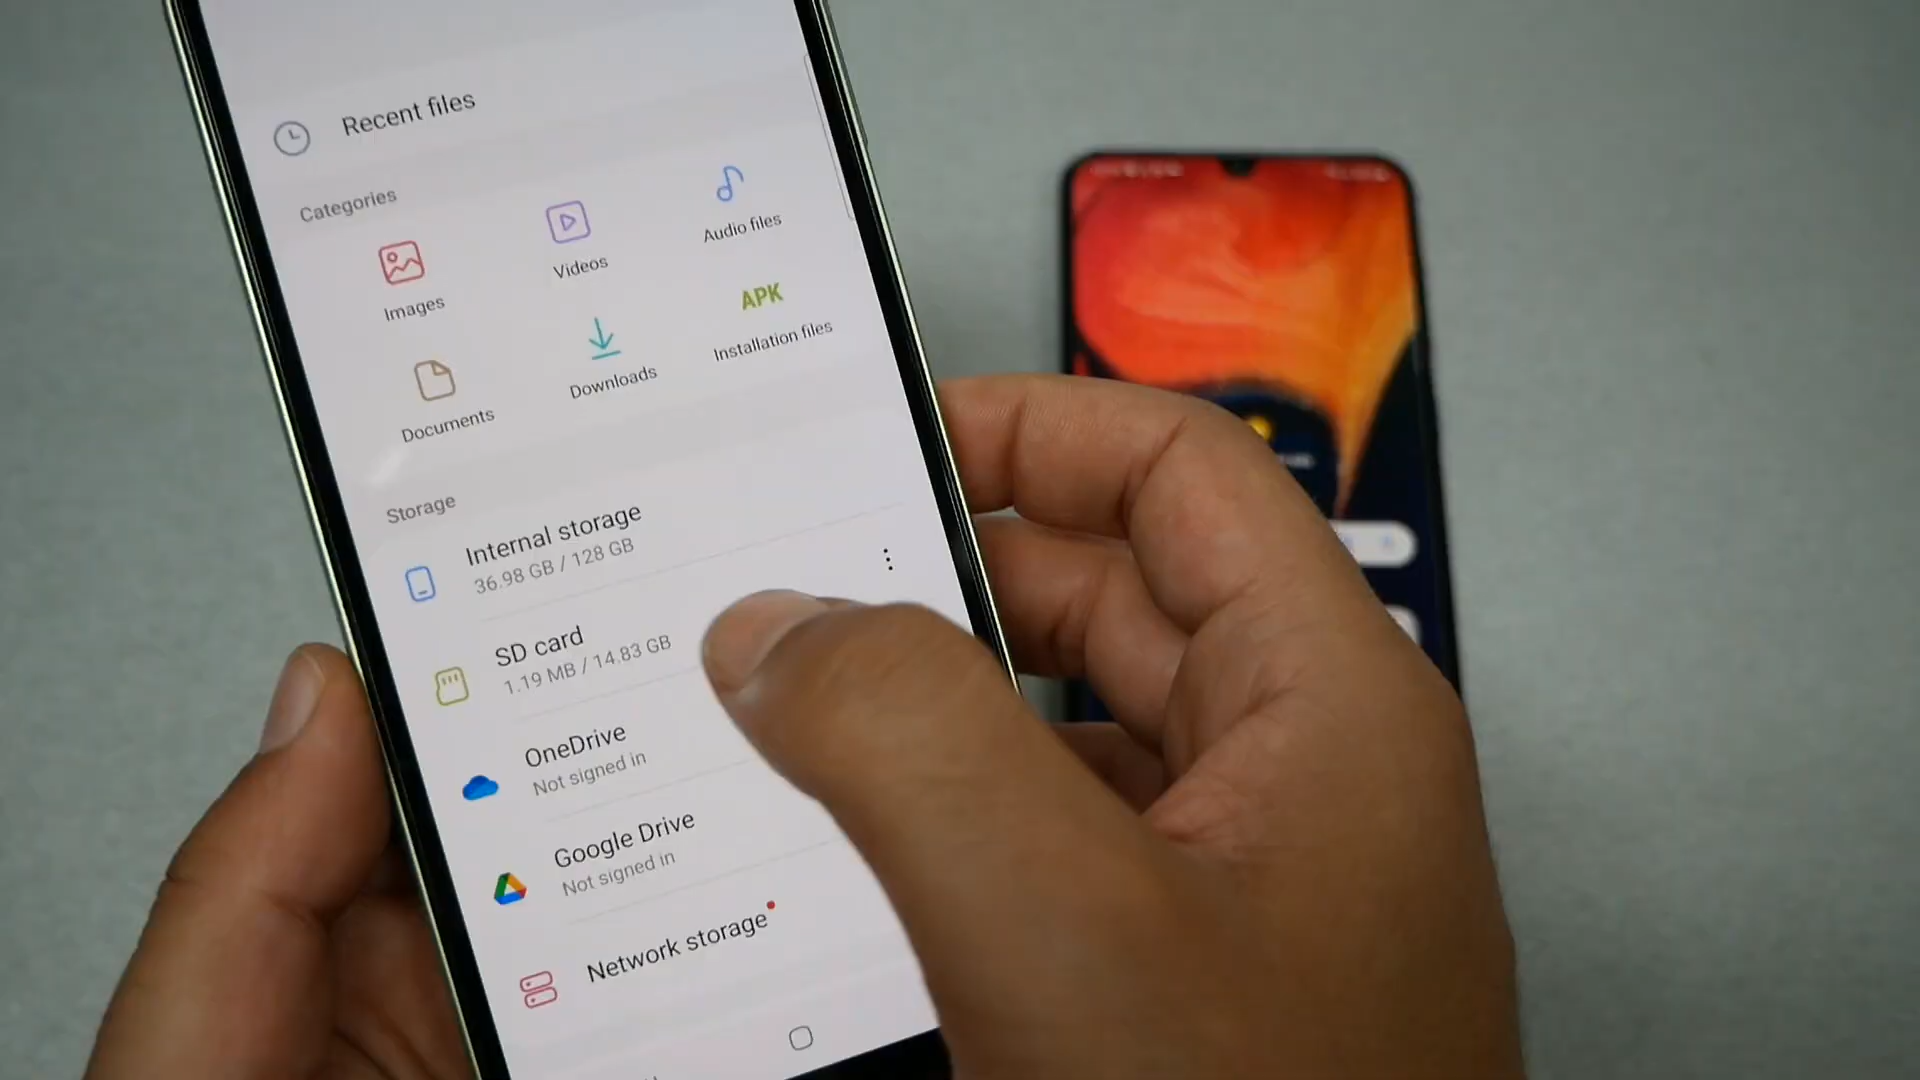 Recent files
Categories
Images
Videos
Audio files
Documents
Downloads
APK
Installation files
Storage
Internal storage
36.98 GB / 128 GB
SD card
1.19 MB / 14.83 GB
OneDrive
Not signed in
Google Drive
Not signed in
Network storage